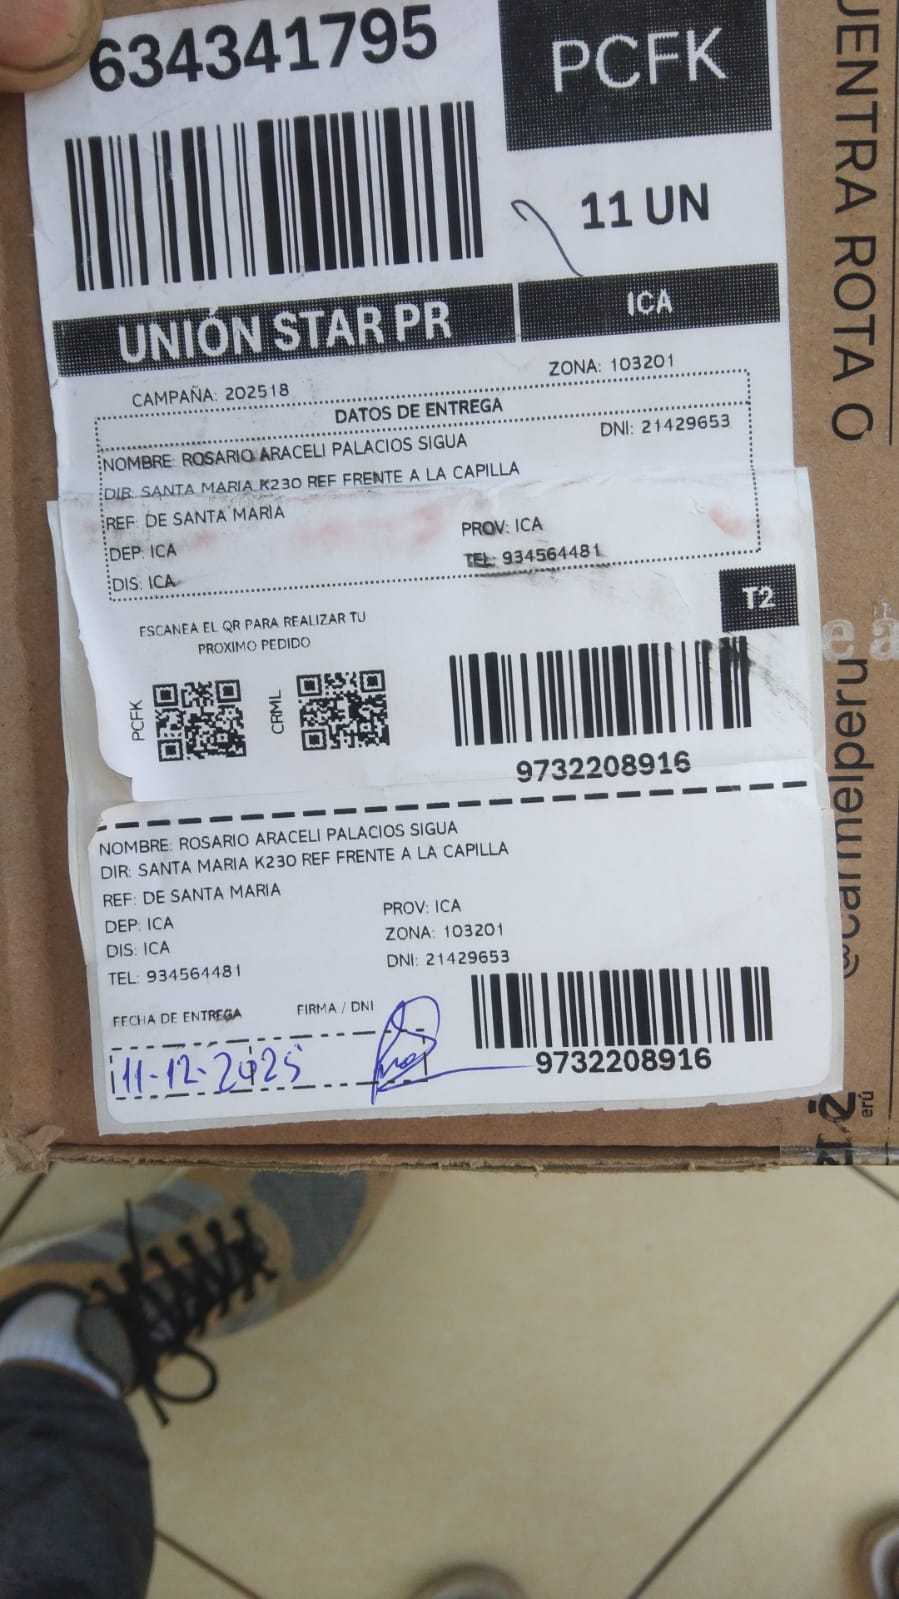 634341795
PCFK
11 UN
UNIÓN STAR PR
ICA
CAMPAÑA: 202518
ZONA: 103201
DATOS DE ENTREGA
NOMBRE: ROSARIO ARACELI PALACIOS SIGUA
DNI: 21429653
DIR: SANTA MARIA K230 REF FRENTE A LA CAPILLA
REF: DE SANTA MARIA
DEP: ICA
PROV: ICA
DIS: ICA
TEL: 934564481
T2
ESCANEA EL QR PARA REALIZAR TU
PROXIMO PEDIDO
PCFK
CRML
9732208916
NOMBRE: ROSARIO ARACELI PALACIOS SIGUA
DIR: SANTA MARIA K230 REF FRENTE A LA CAPILLA
REF: DE SANTA MARIA
DEP: ICA
PROV: ICA
DIS: ICA
ZONA: 103201
TEL: 934564481
DNI: 21429653
FECHA DE ENTREGA
FIRMA / DNI
11-12-2025
9732208916
UENTRA ROTA O
carmelperu